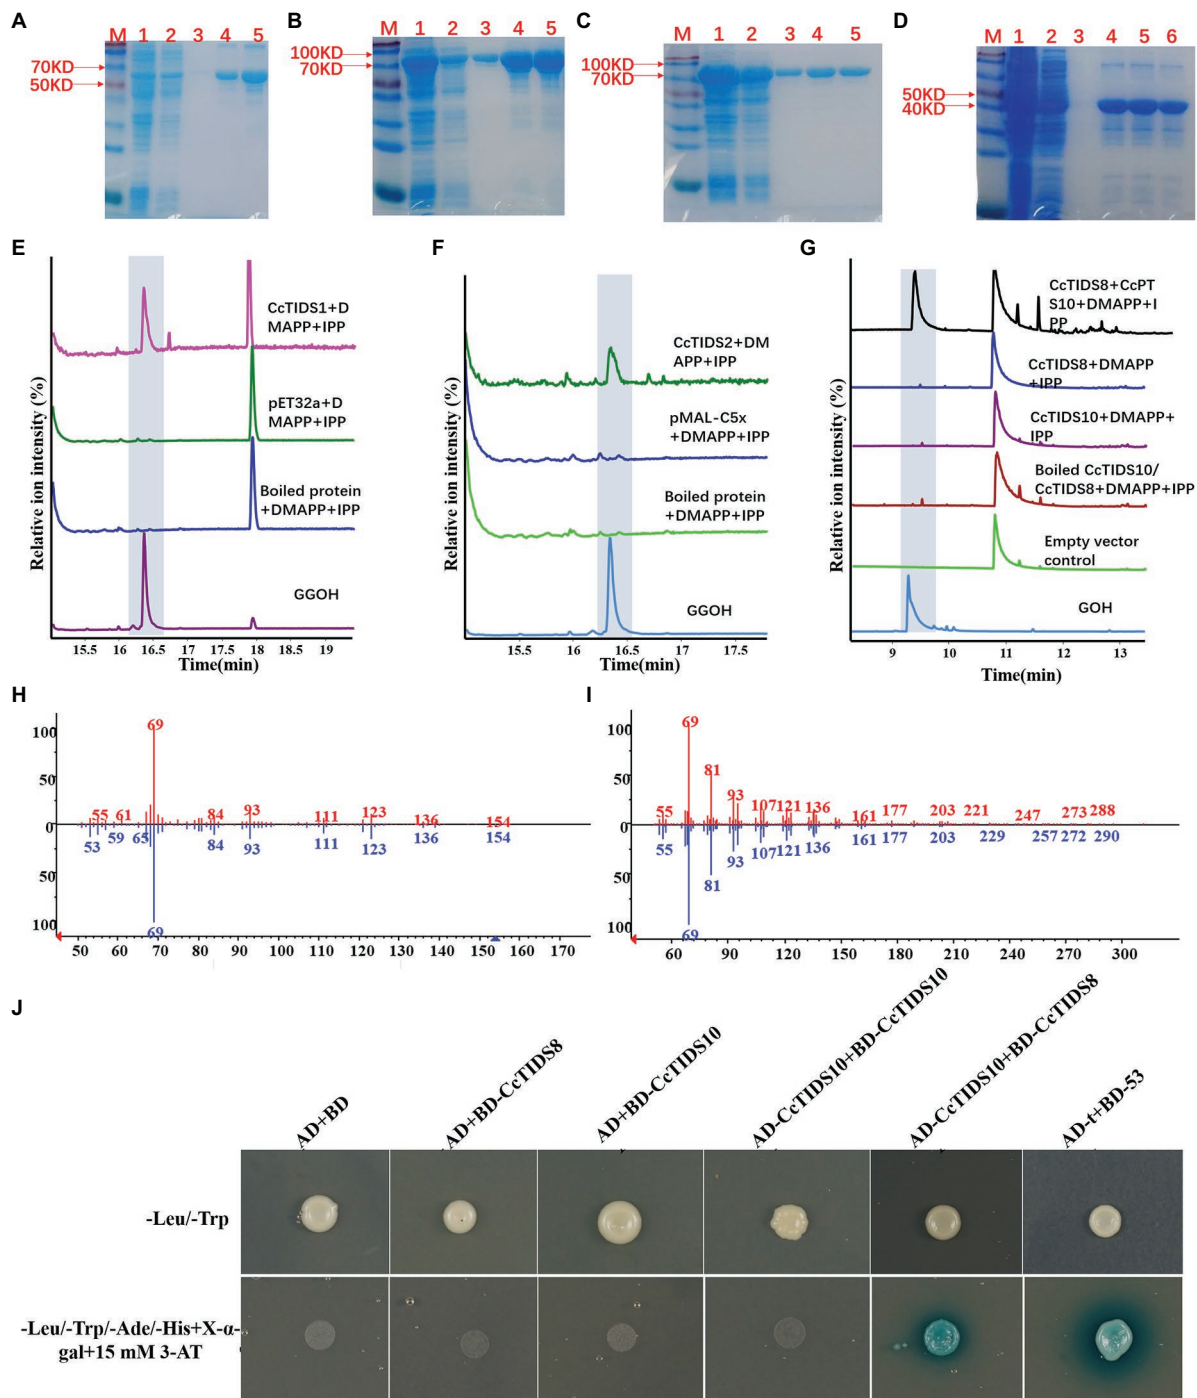 A
M 1 2 3 4 5
70KD
50KD
B
M 1 2 3 4 5
100KD
70KD
C
M 1 2 3 4 5
100KD
70KD
D
M 1 2 3 4 5 6
50KD
40KD
E
Relative ion intensity (%)
CcTIDS1+D
MAPP+IPP
pET32a+D
MAPP+IPP
Boiled protein
+DMAPP+IPP
GGOH
15.5 16 16.5 17 17.5 18 18.5 19
Time(min)
F
Relative ion intensity (%)
CcTIDS2+DM
APP+IPP
pMAL-C5x
+DMAPP+IPP
Boiled protein
+DMAPP+IPP
GGOH
15.5 16 16.5 17 17.5
Time(min)
G
Relative ion intensity (%)
CcTIDS8+CcPT
S10+DMAPP+I
PP
CcTIDS8+DMAPP
+IPP
CcTIDS10+DMAPP+
IPP
Boiled CcTIDS10/
CcTIDS8+DMAPP+IPP
Empty vector
control
GOH
9 10 11 12 13
Time(min)
H
100
50
0
50
100
69
55 61 84 93 111 123 136 154
53 59 65 84 93 111 123 136 154
69
50 60 70 80 90 100 110 120 130 140 150 160 170
I
100
50
0
50
100
69
81
55 93 107 121 136 161 177 203 221 247 273 288
55 93 107 121 136 161 177 203 229 257 272 290
81
69
60 90 120 150 180 210 240 270 300
J
AD+BD
AD+BD-CcTIDS8
AD+BD-CcTIDS10
AD-CcTIDS10+BD-CcTIDS10
AD-CcTIDS10+BD-CcTIDS8
AD-t+BD-53
-Leu/-Trp
-Leu/-Trp/-Ade/-His+X-α-
gal+15 mM 3-AT